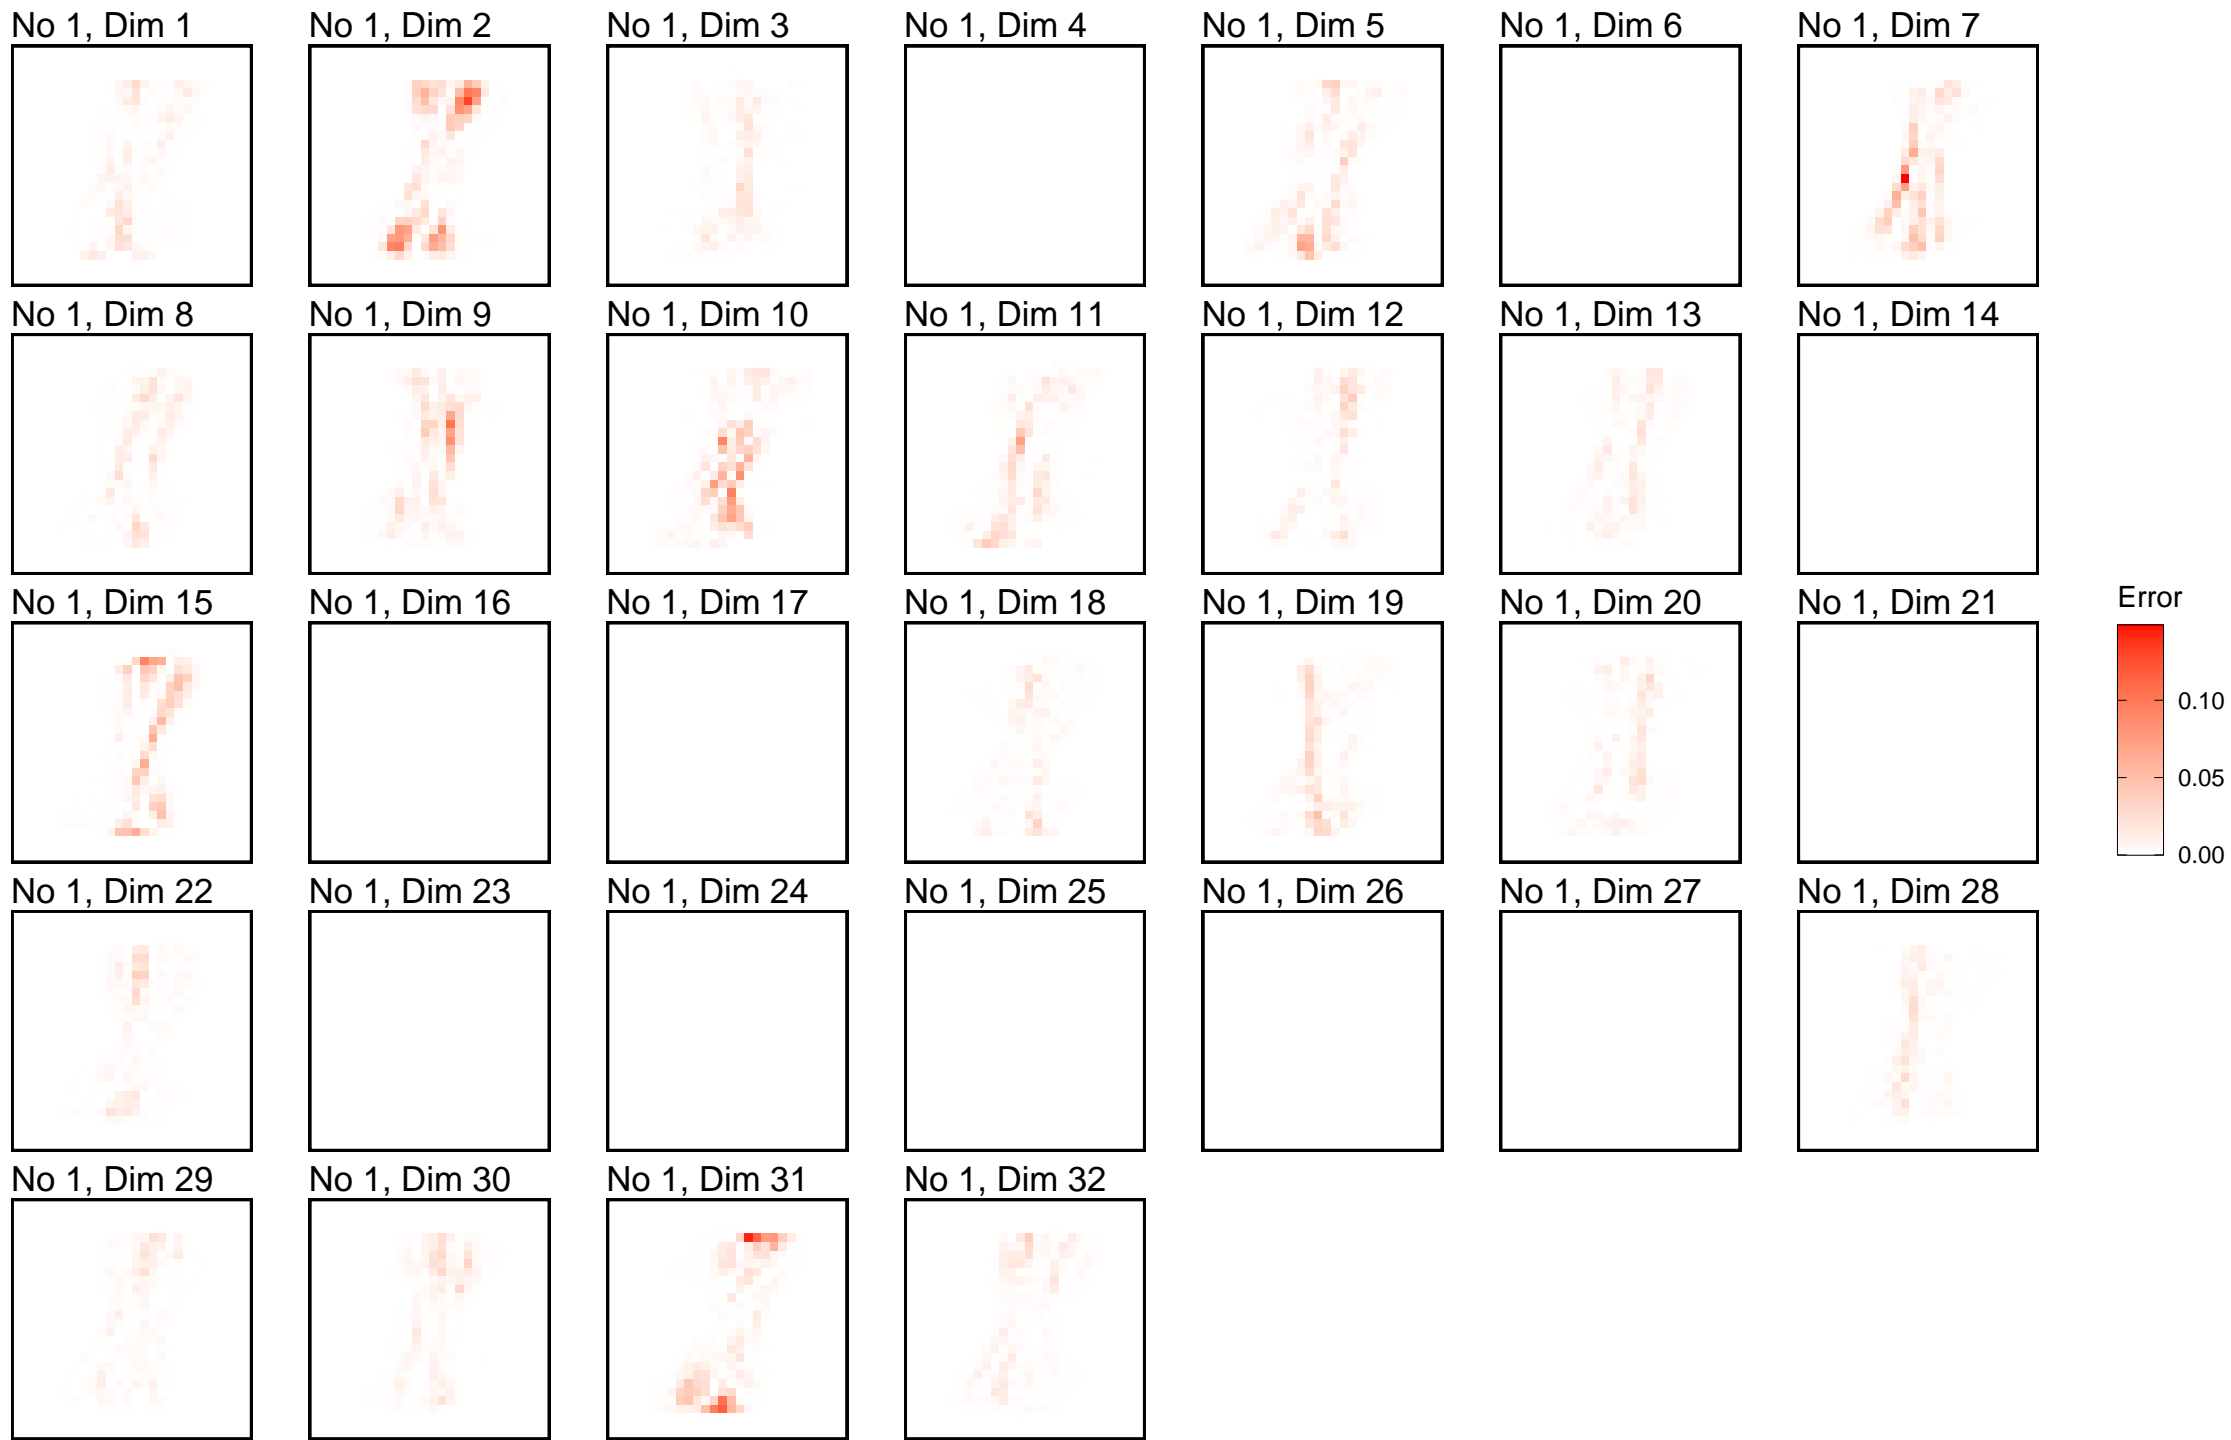 No 1, Dim 1
No 1, Dim 2
No 1, Dim 3
No 1, Dim 4
No 1, Dim 5
No 1, Dim 6
No 1, Dim 7
No 1, Dim 8
No 1, Dim 9
No 1, Dim 10
No 1, Dim 11
No 1, Dim 12
No 1, Dim 13
No 1, Dim 14
No 1, Dim 15
No 1, Dim 16
No 1, Dim 17
No 1, Dim 18
No 1, Dim 19
No 1, Dim 20
No 1, Dim 21
No 1, Dim 22
No 1, Dim 23
No 1, Dim 24
No 1, Dim 25
No 1, Dim 26
No 1, Dim 27
No 1, Dim 28
No 1, Dim 29
No 1, Dim 30
No 1, Dim 31
No 1, Dim 32
Error
0.10
0.05
0.00